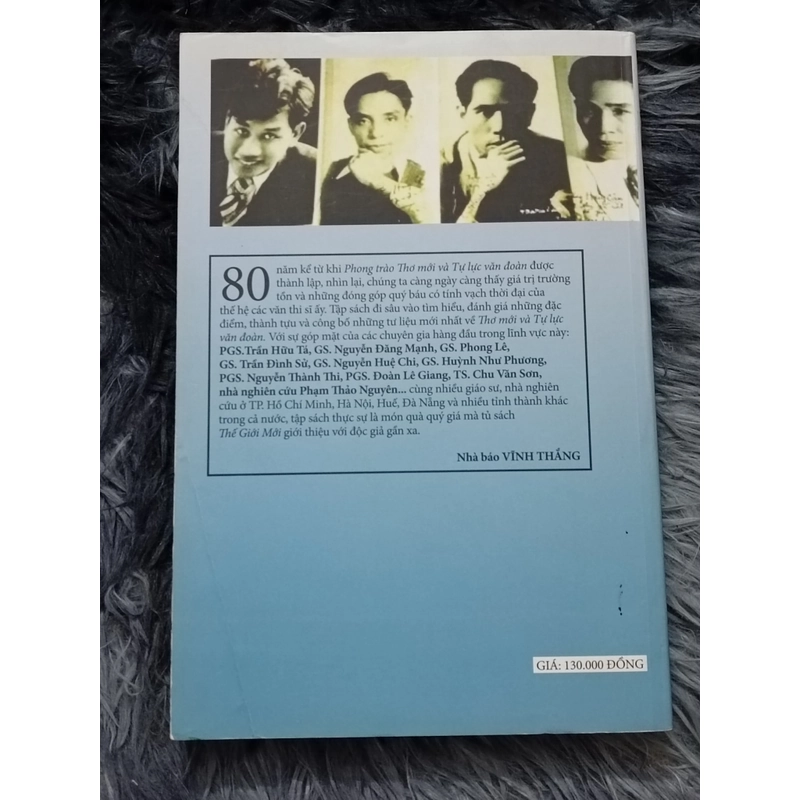 80 năm kể từ khi Phong trào Thơ mới và Tự lực văn đoàn được
thành lập, nhìn lại, chúng ta càng ngày càng thấy giá trị trường
tồn và những đóng góp quý báu có tính vạch thời đại của
thế hệ các văn thi sĩ ấy. Tập sách đi sâu vào tìm hiểu, đánh giá những đặc
điểm, thành tựu và công bố những tư liệu mới nhất về Thơ mới và Tự lực
văn đoàn. Với sự góp mặt của các chuyên gia hàng đầu trong lĩnh vực này:
PGS.Trần Hữu Tá, GS. Nguyễn Đăng Mạnh, GS. Phong Lê,
GS. Trần Đình Sử, GS. Nguyễn Huệ Chi, GS. Huỳnh Như Phương,
PGS. Nguyễn Thành Thi, PGS. Đoàn Lê Giang, TS. Chu Văn Sơn,
nhà nghiên cứu Phạm Thảo Nguyên... cùng nhiều giáo sư, nhà nghiên
cứu ở TP. Hồ Chí Minh, Hà Nội, Huế, Đà Nẵng và nhiều tỉnh thành khác
trong cả nước, tập sách thực sự là món quà quý giá mà tủ sách
Thế Giới Mới giới thiệu với độc giả gần xa.
Nhà báo VĨNH THẮNG
GIÁ: 130.000 ĐỒNG